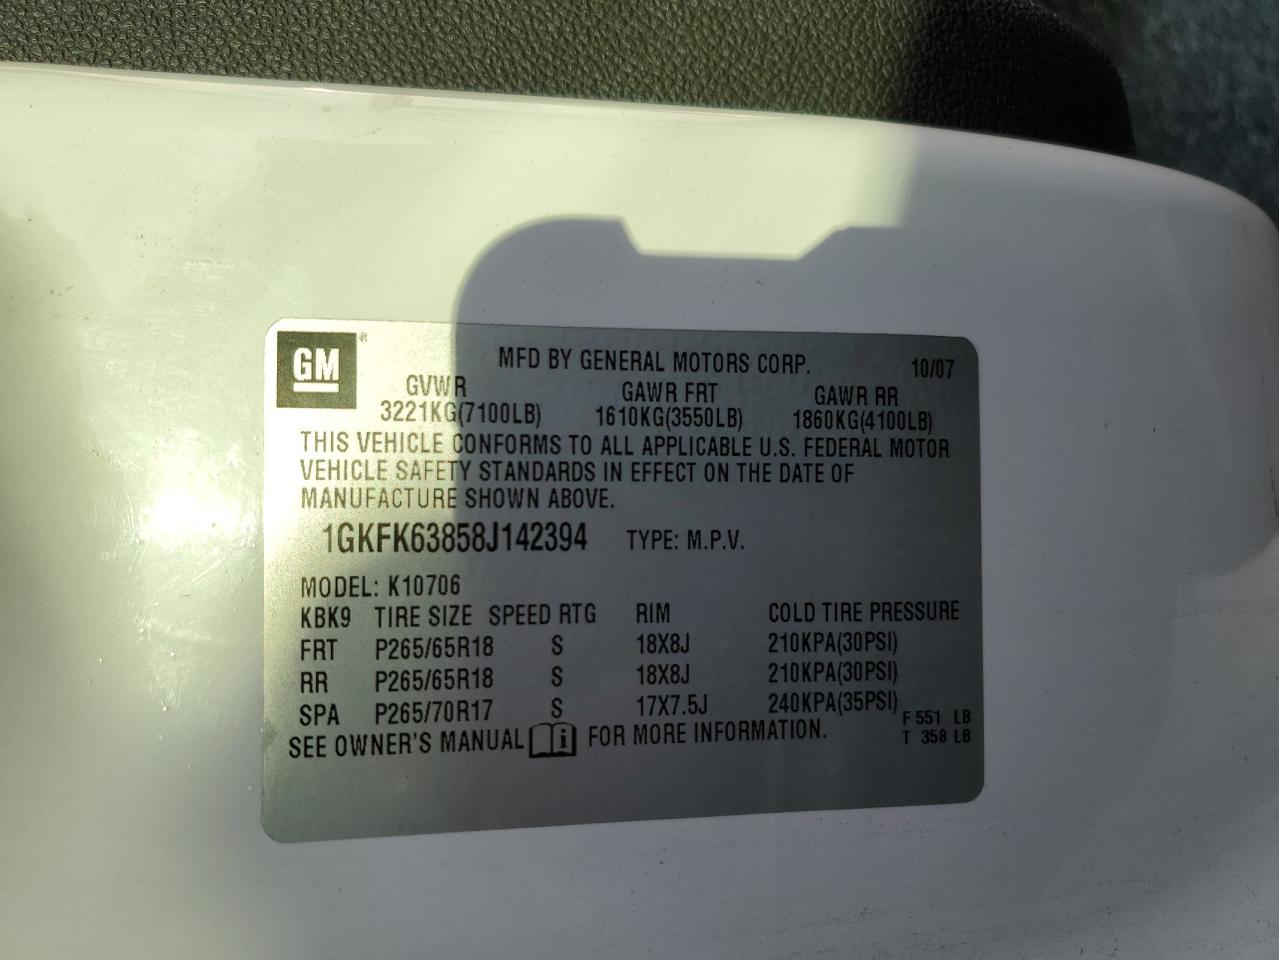 GM ®
MFD BY GENERAL MOTORS CORP. 10/07
GVWR GAWR FRT GAWR RR
3221KG(7100LB) 1610KG(3550LB) 1860KG(4100LB)
THIS VEHICLE CONFORMS TO ALL APPLICABLE U.S. FEDERAL MOTOR
VEHICLE SAFETY STANDARDS IN EFFECT ON THE DATE OF
MANUFACTURE SHOWN ABOVE.
1GKFK63858J142394 TYPE: M.P.V.
MODEL: K10706
KBK9 TIRE SIZE SPEED RTG RIM COLD TIRE PRESSURE
FRT P265/65R18 S 18X8J 210KPA(30PSI)
RR P265/65R18 S 18X8J 210KPA(30PSI)
SPA P265/70R17 S 17X7.5J 240KPA(35PSI)
F 551 LB
T 358 LB
SEE OWNER'S MANUAL i FOR MORE INFORMATION.